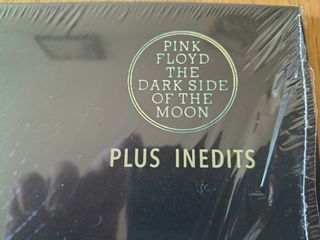 PINK
FLOYD
THE
DARK SIDE
OF THE
MOON
PLUS INEDITS